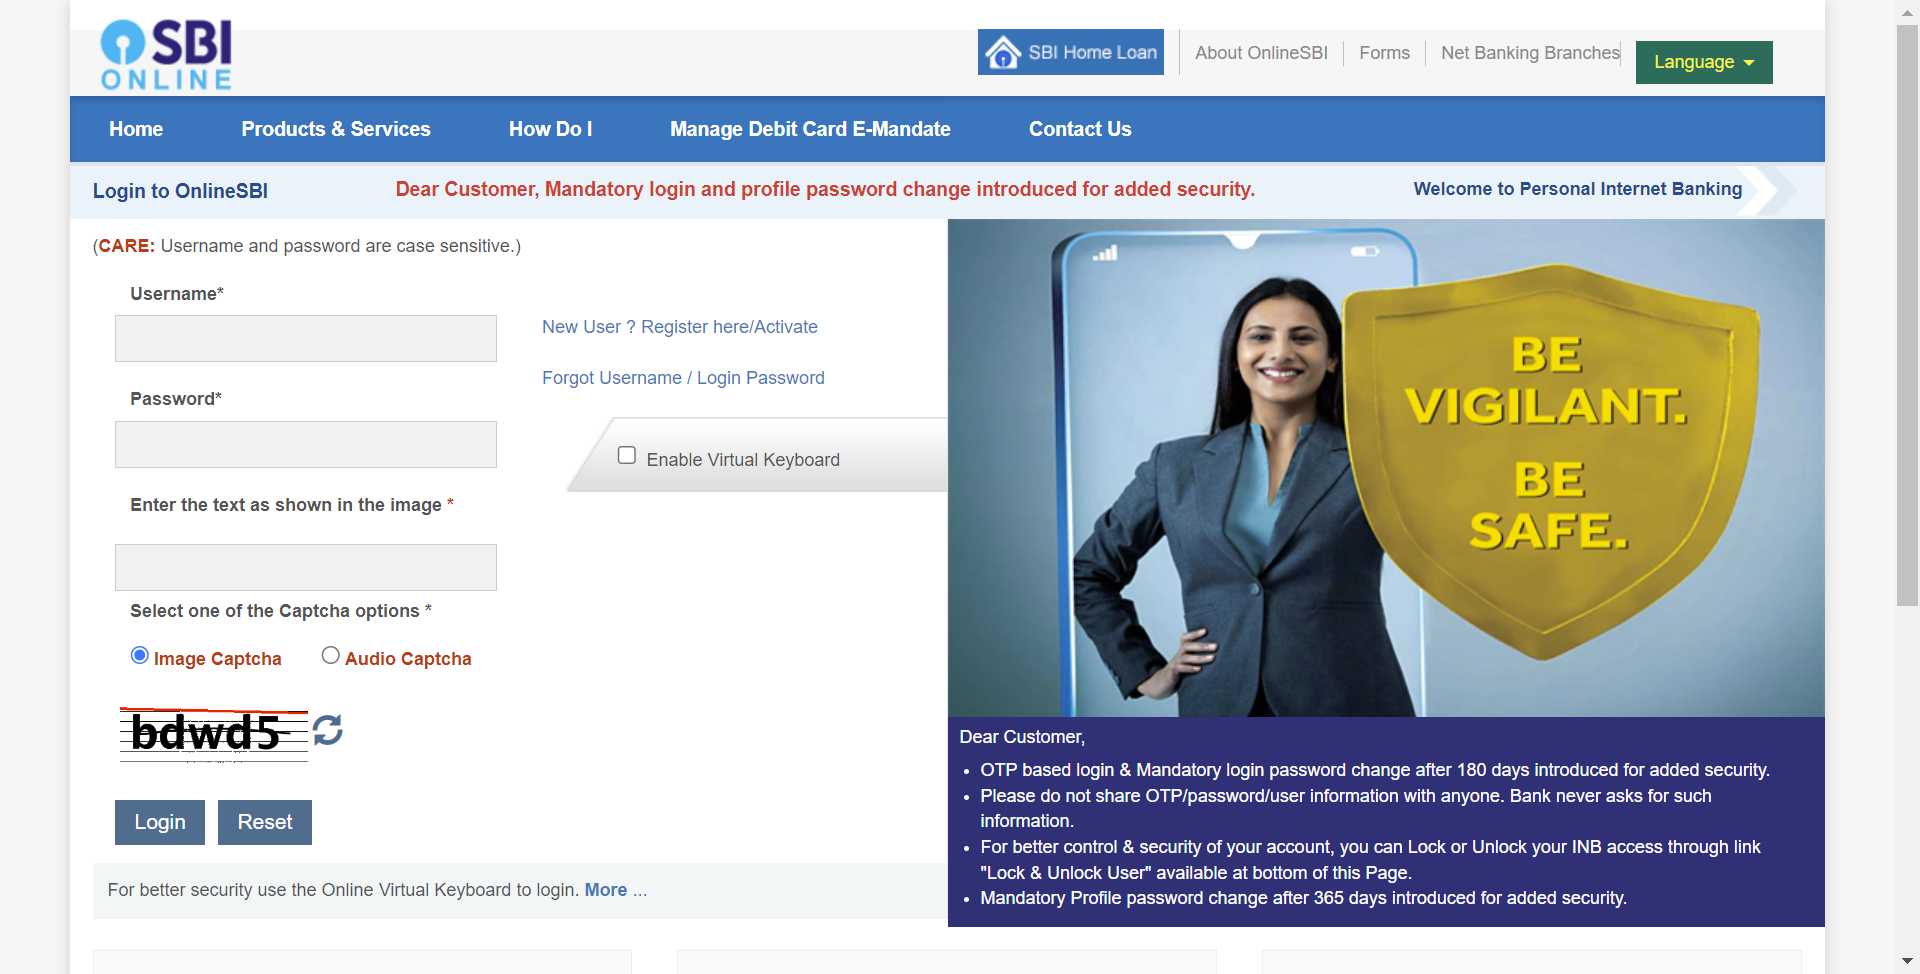 SBI
ONLINE
SBI Home Loan
About OnlineSBI
Forms
Net Banking Branches
Language
Home
Products & Services
How Do I
Manage Debit Card E-Mandate
Contact Us
Login to OnlineSBI
Dear Customer, Mandatory login and profile password change introduced for added security.
Welcome to Personal Internet Banking
(CARE: Username and password are case sensitive.)
Username*
New User ? Register here/Activate
Forgot Username / Login Password
Password*
Enable Virtual Keyboard
Enter the text as shown in the image *
Select one of the Captcha options *
Image Captcha
Audio Captcha
bdwd5
Login
Reset
For better security use the Online Virtual Keyboard to login. More ...
BE
VIGILANT.
BE
SAFE.
Dear Customer,
OTP based login & Mandatory login password change after 180 days introduced for added security.
Please do not share OTP/password/user information with anyone. Bank never asks for such
information.
For better control & security of your account, you can Lock or Unlock your INB access through link
"Lock & Unlock User" available at bottom of this Page.
Mandatory Profile password change after 365 days introduced for added security.